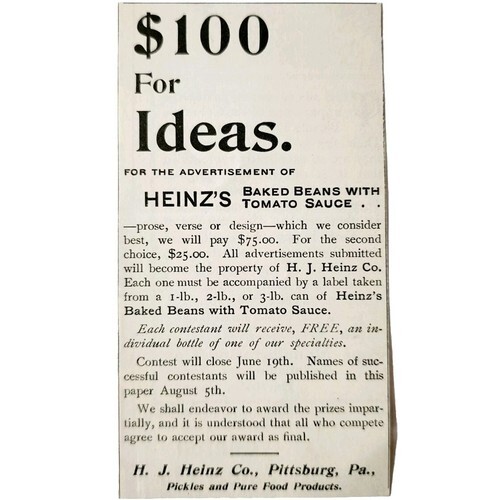 $100
For
Ideas.
FOR THE ADVERTISEMENT OF
HEINZ'S BAKED BEANS WITH
TOMATO SAUCE . .
—prose, verse or design—which we consider
best, we will pay $75.00. For the second
choice, $25.00. All advertisements submitted
will become the property of H. J. Heinz Co.
Each one must be accompanied by a label taken
from a 1-lb., 2-lb., or 3-lb. can of Heinz's
Baked Beans with Tomato Sauce.
Each contestant will receive, FREE, an in-
dividual bottle of one of our specialties.
Contest will close June 19th. Names of suc-
cessful contestants will be published in this
paper August 5th.
We shall endeavor to award the prizes impar-
tially, and it is understood that all who compete
agree to accept our award as final.
H. J. Heinz Co., Pittsburg, Pa.,
Pickles and Pure Food Products.